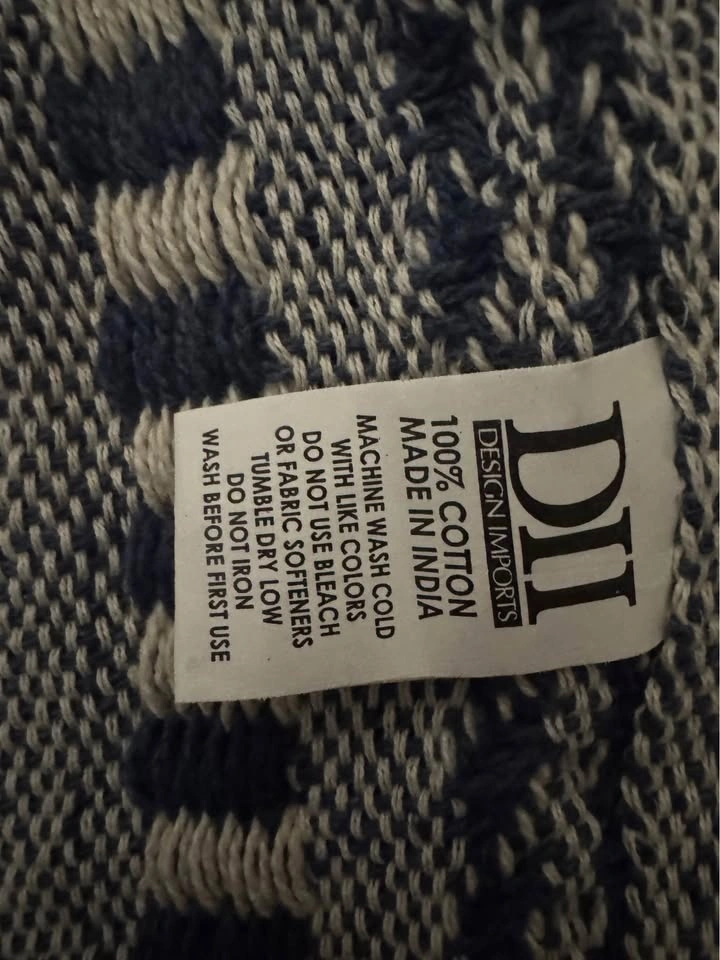 DII
DESIGN IMPORTS
100% COTTON
MADE IN INDIA
MACHINE WASH COLD
WITH LIKE COLORS
DO NOT USE BLEACH
OR FABRIC SOFTENERS
TUMBLE DRY LOW
DO NOT IRON
WASH BEFORE FIRST USE